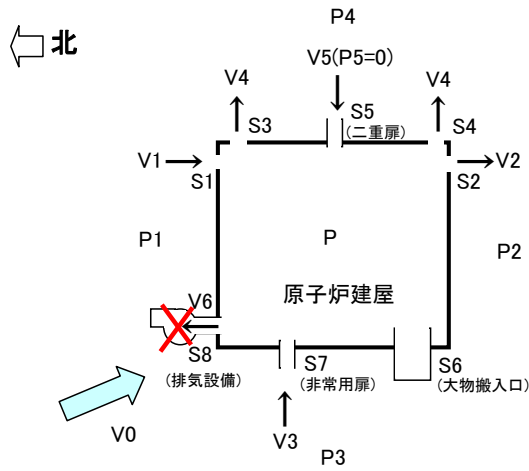 P4
北
V5(P5=0)
V4
V4
S3
S5
(二重扉)
S4
V1
S1
V2
S2
P1
P
P2
原子炉建屋
V6
S8
(排気設備)
S7
(非常用扉)
S6
(大物搬入口)
V0
V3
P3